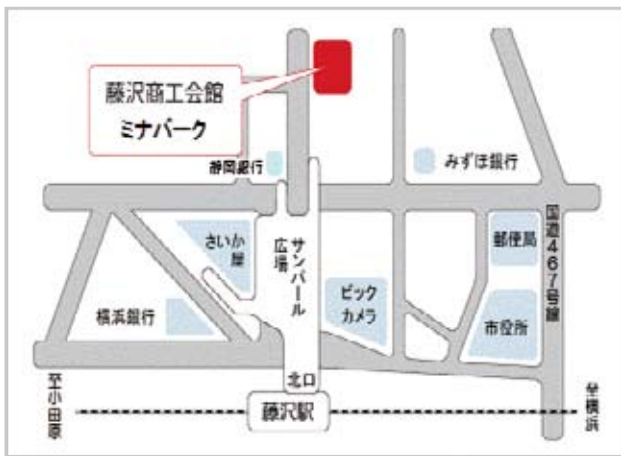 藤沢商工会館
ミナパーク
静岡銀行
みずほ銀行
さいか
屋
サンパール
広場
郵便局
国道467号線
横浜銀行
ビック
カメラ
市役所
北口
藤沢駅
至小田原
至横浜